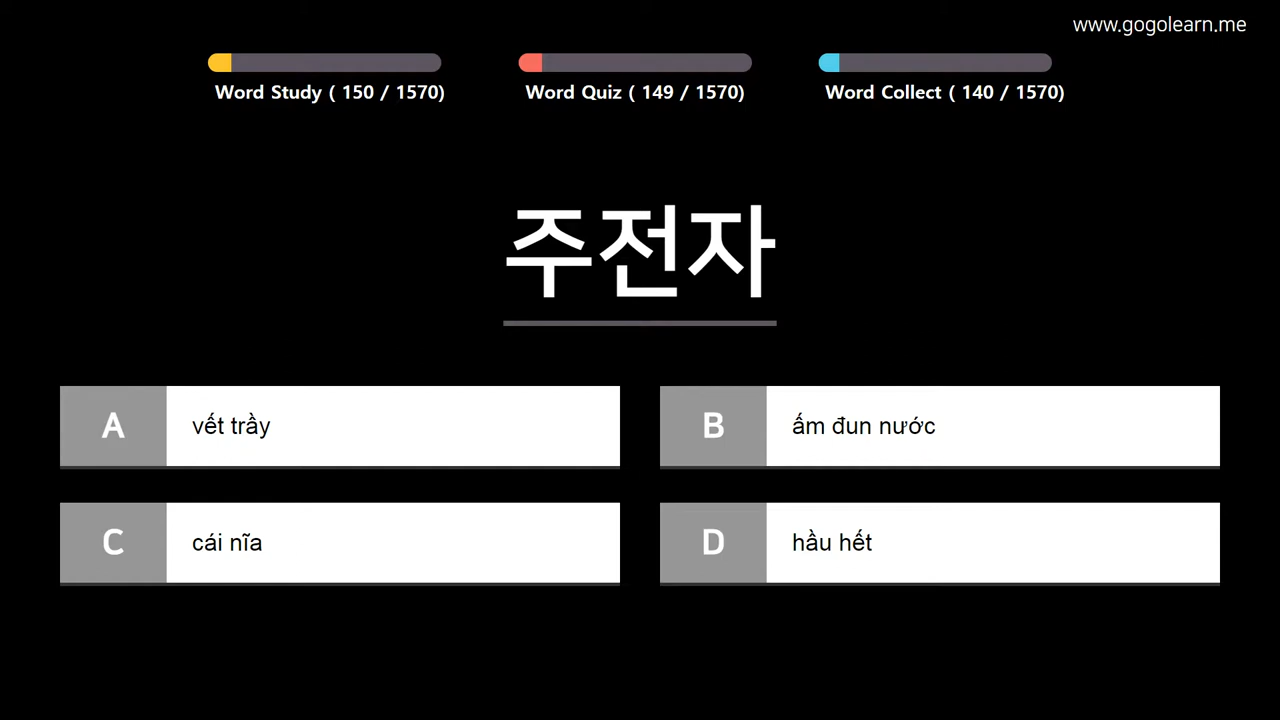 www.gogolearn.me
Word Study ( 150 / 1570)
Word Quiz ( 149 / 1570)
Word Collect ( 140 / 1570)
주전자
A
vết trầy
B
ấm đun nước
C
cái nĩa
D
hầu hết